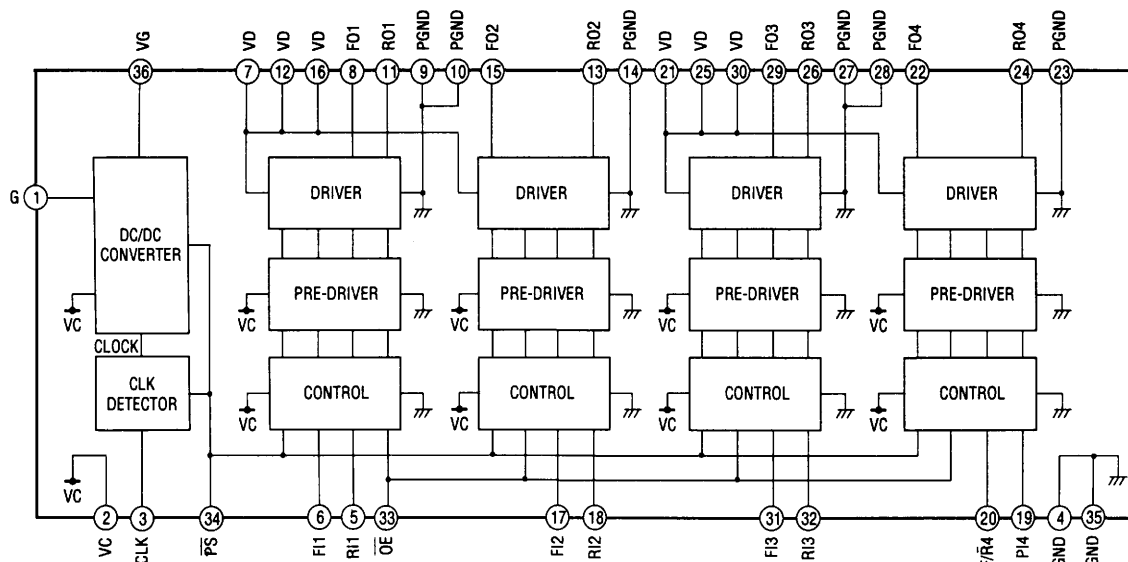 VG VD VD VD FO1 RO1 PGND PGND FO2 RO2 PGND VD VD VD FO3 RO3 PGND PGND FO4 RO4 PGND
36 7 12 16 8 11 9 10 15 13 14 21 25 30 29 26 27 28 22 24 23
G 1
DC/DC
CONVERTER
DRIVER DRIVER DRIVER DRIVER
PRE-DRIVER PRE-DRIVER PRE-DRIVER PRE-DRIVER
VC VC VC VC VC
CLOCK
CLK
DETECTOR
CONTROL CONTROL CONTROL CONTROL
VC VC VC VC
VC
2 3 34 6 5 33 17 18 31 32 20 19 4 35
VC CLK P̅S̅ FI1 RI1 O̅E̅ FI2 RI2 FI3 RI3 /R̅4 PI4 GND GND